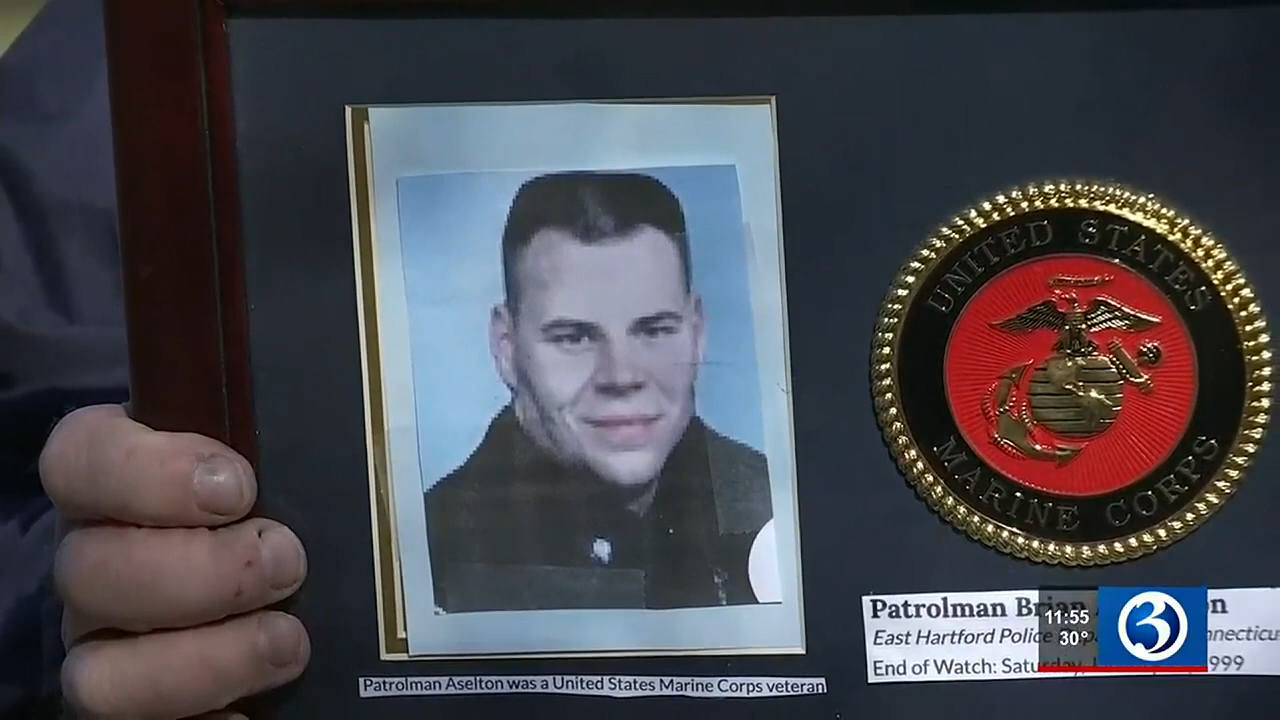 UNITED STATES
MARINE CORPS
Patrolman Brian
East Hartford Police
End of Watch: Saturday,
11:55
30°
3
Patrolman Aselton was a United States Marine Corps veteran